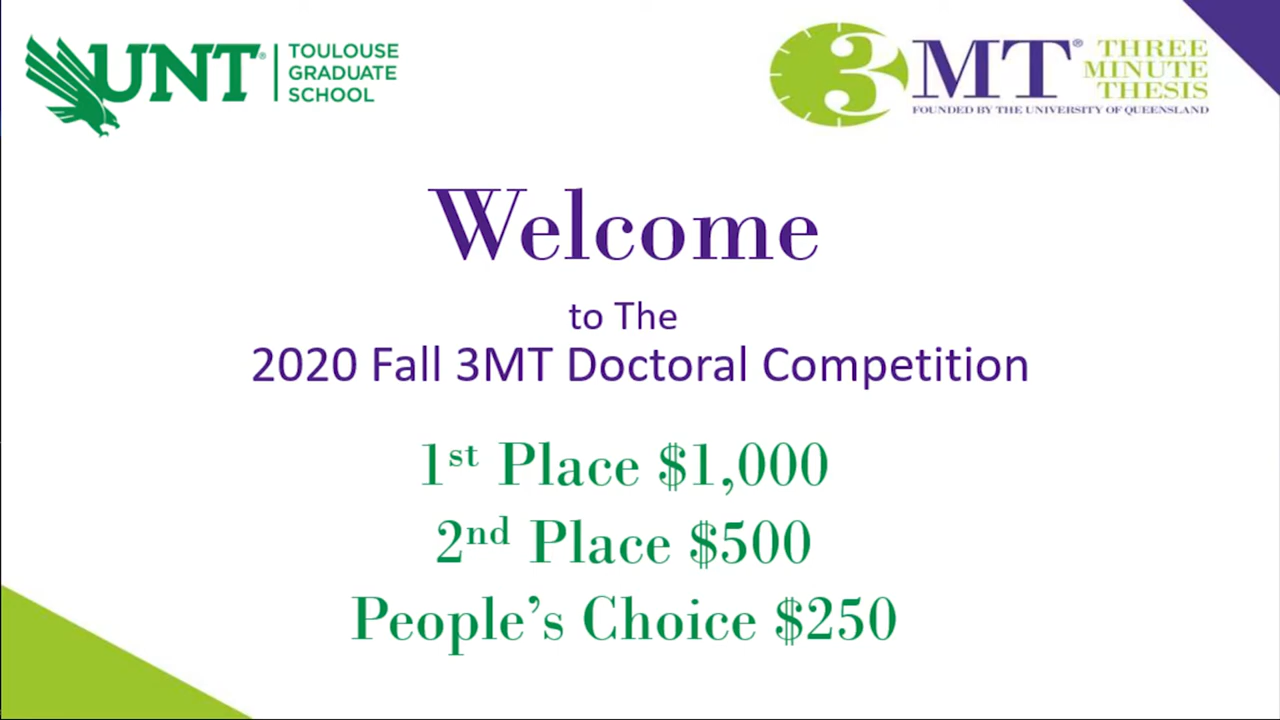 UNT®
TOULOUSE
GRADUATE
SCHOOL
3MT®
THREE
MINUTE
THESIS
FOUNDED BY THE UNIVERSITY OF QUEENSLAND
Welcome
to The
2020 Fall 3MT Doctoral Competition
1st Place $1,000
2nd Place $500
People’s Choice $250